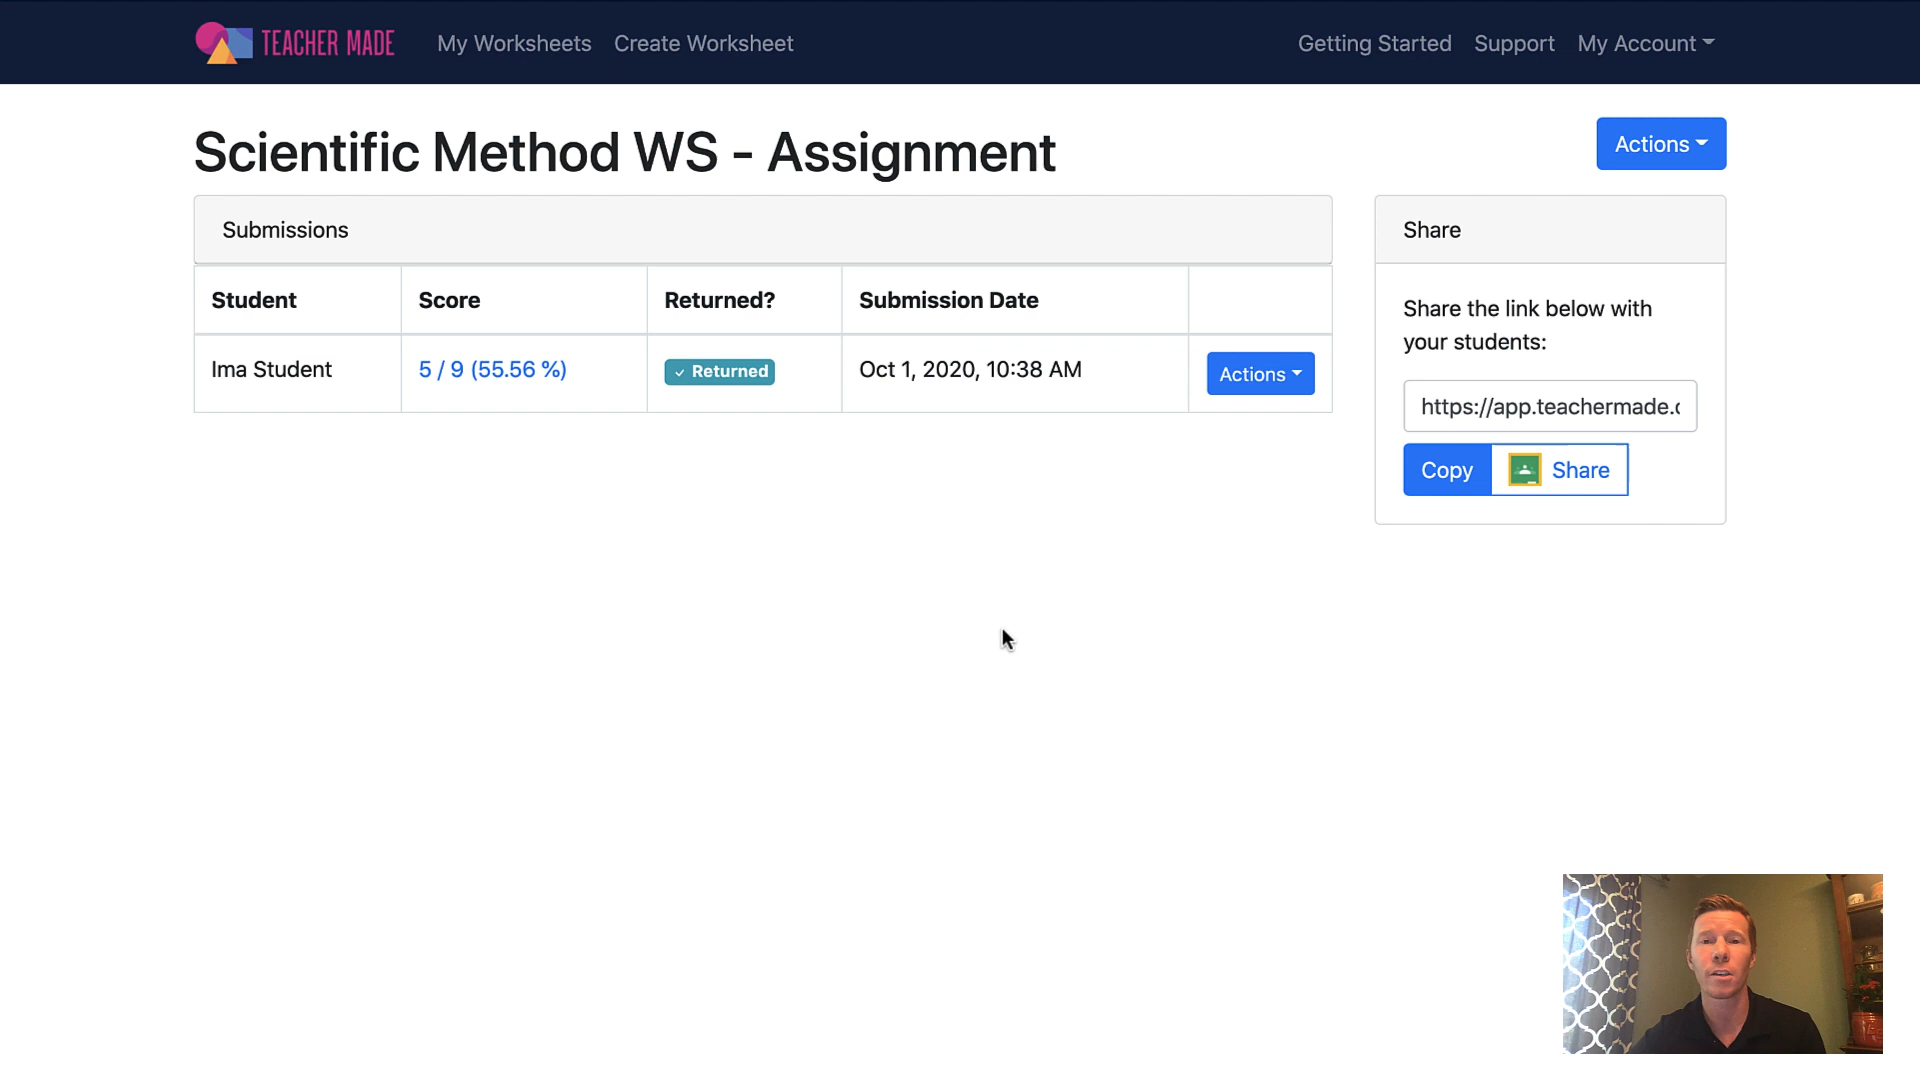 TEACHER MADE
My Worksheets Create Worksheet
Getting Started Support My Account
Scientific Method WS - Assignment
Actions
Submissions
Student Score Returned? Submission Date
Ima Student 5 / 9 (55.56 %) ✓ Returned Oct 1, 2020, 10:38 AM Actions
Share
Share the link below with
your students:
https://app.teachermade.c
Copy Share